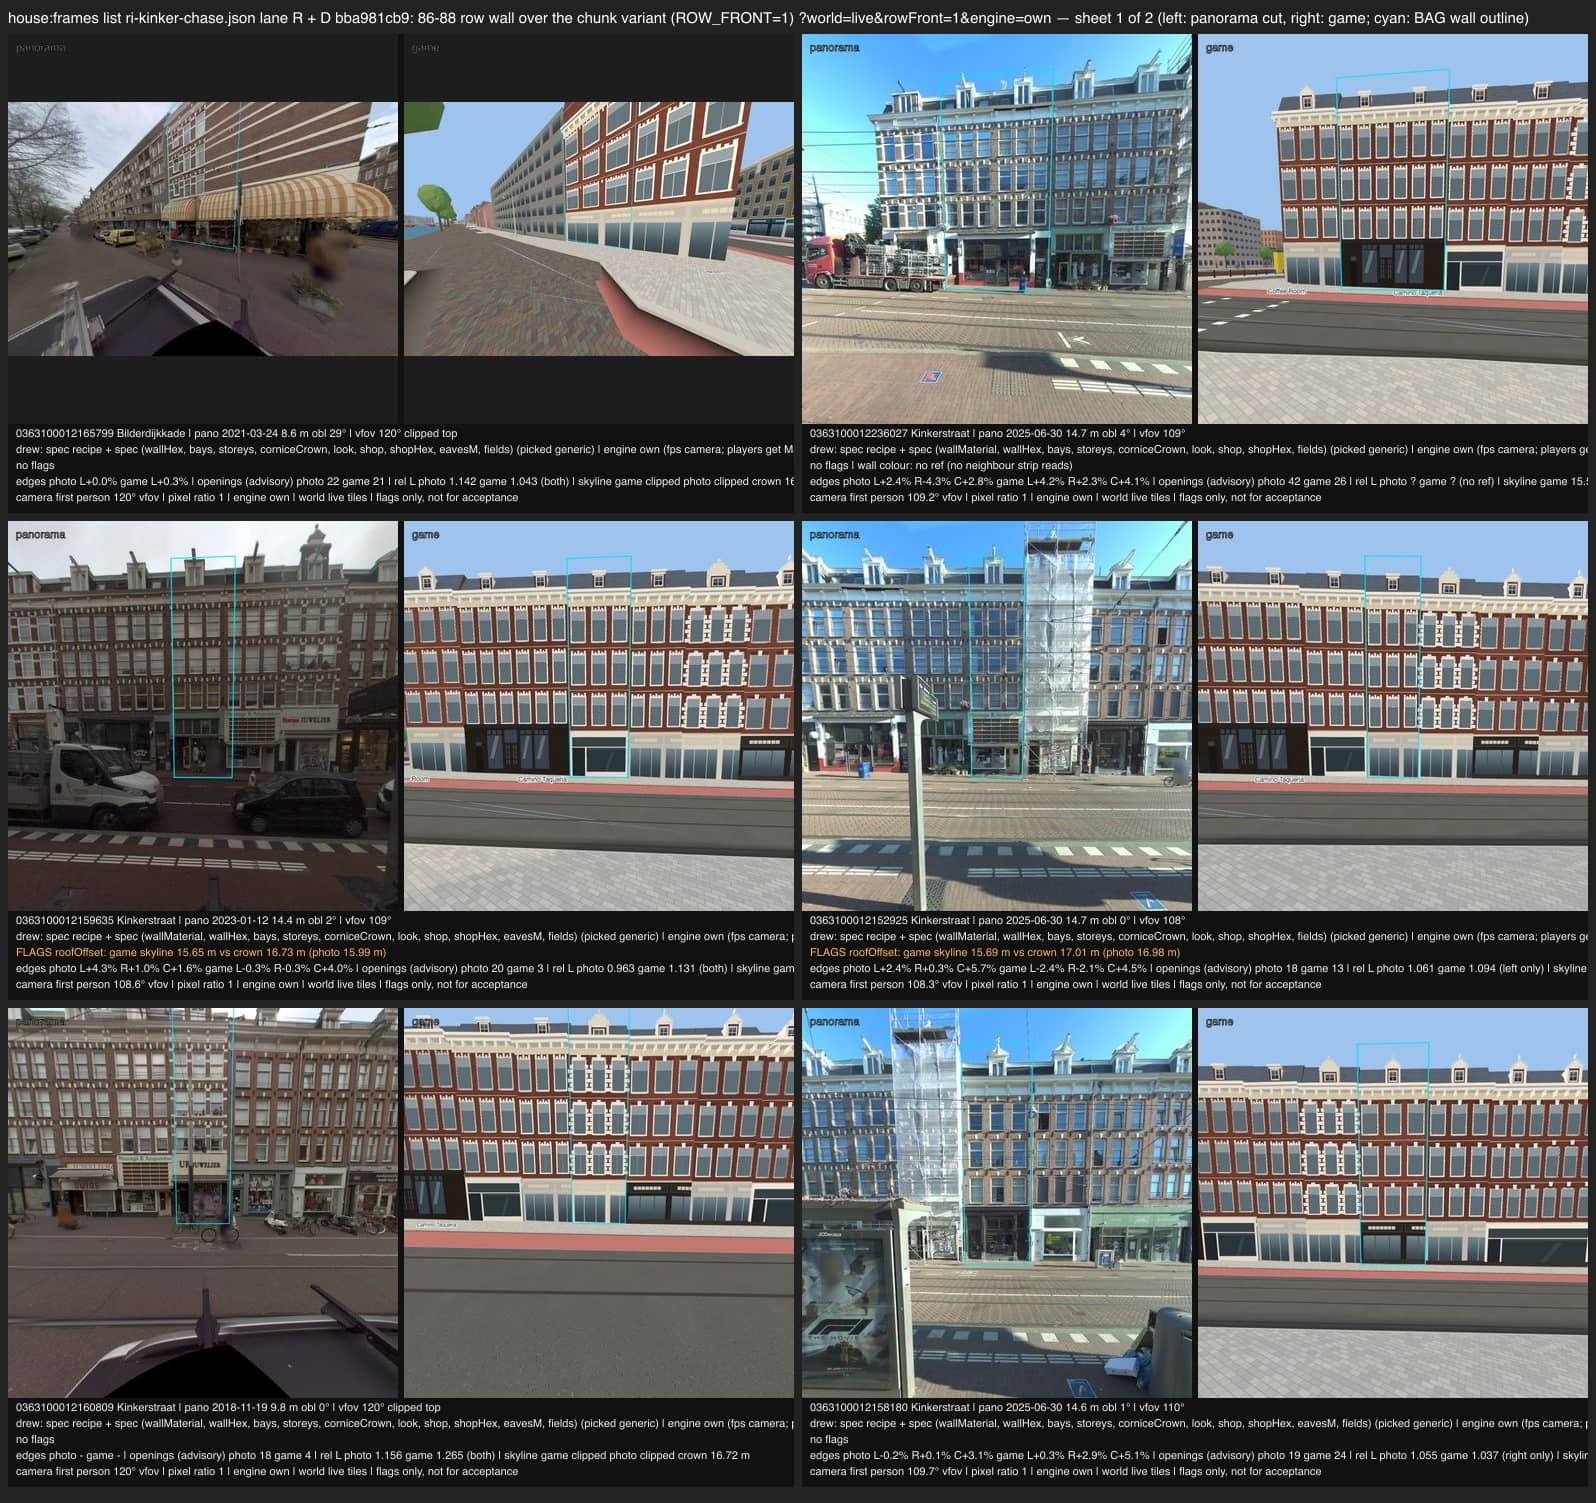 house:frames list ri-kinker-chase.json lane R + D bba981cb9: 86-88 row wall over the chunk variant (ROW_FRONT=1) ?world=live&rowFront=1&engine=own — sheet 1 of 2 (left: panorama cut, right: game; cyan: BAG wall outline)
panorama
game
0363100012165799 Bilderdijkkade | pano 2021-03-24 8.6 m obl 29° | vfov 120° clipped top
drew: spec recipe + spec (wallHex, bays, storeys, corniceCrown, look, shop, shopHex, eavesM, fields) (picked generic) | engine own (fps camera; players get M
no flags
edges photo L+0.0% game L+0.3% | openings (advisory) photo 22 game 21 | rel L photo 1.142 game 1.043 (both) | skyline game clipped photo clipped crown 16
camera first person 120° vfov | pixel ratio 1 | engine own | world live tiles | flags only, not for acceptance
panorama
game
Coffee Room
Camino Taqueria
0363100012236027 Kinkerstraat | pano 2025-06-30 14.7 m obl 4° | vfov 109°
drew: spec recipe + spec (wallMaterial, wallHex, bays, storeys, corniceCrown, look, shop, shopHex, eavesM, fields) (picked generic) | engine own (fps camera; players ge
no flags | wall colour: no ref (no neighbour strip reads)
edges photo L+2.4% R-4.3% C+2.8% game L+4.2% R+2.3% C+4.1% | openings (advisory) photo 42 game 26 | rel L photo ? game ? (no ref) | skyline game 15.5
camera first person 109.2° vfov | pixel ratio 1 | engine own | world live tiles | flags only, not for acceptance
panorama
game
JUWELIER
Room
Camino Taqueria
0363100012159635 Kinkerstraat | pano 2023-01-12 14.4 m obl 2° | vfov 109°
drew: spec recipe + spec (wallMaterial, wallHex, bays, storeys, corniceCrown, look, shop, shopHex, eavesM, fields) (picked generic) | engine own (fps camera; p
FLAGS roofOffset: game skyline 15.65 m vs crown 16.73 m (photo 15.99 m)
edges photo L+4.3% R+1.0% C+1.6% game L-0.3% R-0.3% C+4.0% | openings (advisory) photo 20 game 3 | rel L photo 0.963 game 1.131 (both) | skyline gam
camera first person 108.6° vfov | pixel ratio 1 | engine own | world live tiles | flags only, not for acceptance
panorama
game
Camino Taqueria
0363100012152925 Kinkerstraat | pano 2025-06-30 14.7 m obl 0° | vfov 108°
drew: spec recipe + spec (wallMaterial, wallHex, bays, storeys, corniceCrown, look, shop, shopHex, eavesM, fields) (picked generic) | engine own (fps camera; players ge
FLAGS roofOffset: game skyline 15.69 m vs crown 17.01 m (photo 16.98 m)
edges photo L+2.4% R+0.3% C+5.7% game L-2.4% R-2.1% C+4.5% | openings (advisory) photo 18 game 13 | rel L photo 1.061 game 1.094 (left only) | skyline
camera first person 108.3° vfov | pixel ratio 1 | engine own | world live tiles | flags only, not for acceptance
panorama
game
JUWELIER
Camino Taqueria
0363100012160809 Kinkerstraat | pano 2018-11-19 9.8 m obl 0° | vfov 120° clipped top
drew: spec recipe + spec (wallMaterial, wallHex, bays, storeys, corniceCrown, look, shop, shopHex, eavesM, fields) (picked generic) | engine own (fps camera; p
no flags
edges photo - game - | openings (advisory) photo 18 game 4 | rel L photo 1.156 game 1.265 (both) | skyline game clipped photo clipped crown 16.72 m
camera first person 120° vfov | pixel ratio 1 | engine own | world live tiles | flags only, not for acceptance
panorama
game
JCDecaux
THE MOVIE
0363100012158180 Kinkerstraat | pano 2025-06-30 14.6 m obl 1° | vfov 110°
drew: spec recipe + spec (wallMaterial, wallHex, bays, storeys, corniceCrown, look, shop, shopHex, eavesM, fields) (picked generic) | engine own (fps camera; p
no flags
edges photo L-0.2% R+0.1% C+3.1% game L+0.3% R+2.9% C+5.1% | openings (advisory) photo 19 game 24 | rel L photo 1.055 game 1.037 (right only) | skylin
camera first person 109.7° vfov | pixel ratio 1 | engine own | world live tiles | flags only, not for acceptance